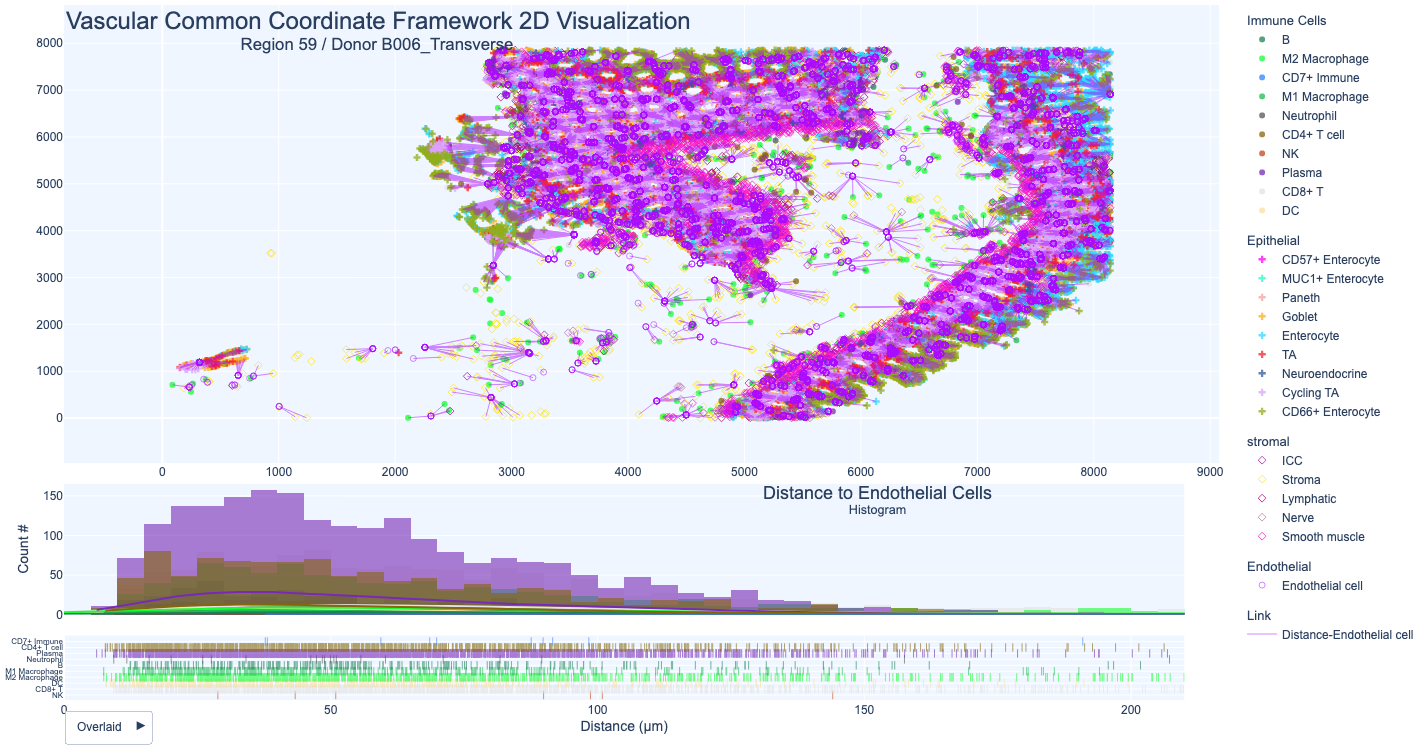 Vascular Common Coordinate Framework 2D Visualization
Region 59 / Donor B006_Transverse
8000
7000
6000
5000
4000
3000
2000
1000
0
0 1000 2000 3000 4000 5000 6000 7000 8000 9000
Immune Cells
B
M2 Macrophage
CD7+ Immune
M1 Macrophage
Neutrophil
CD4+ T cell
NK
Plasma
CD8+ T
DC
Epithelial
CD57+ Enterocyte
MUC1+ Enterocyte
Paneth
Goblet
Enterocyte
TA
Neuroendocrine
Cycling TA
CD66+ Enterocyte
stromal
ICC
Stroma
Lymphatic
Nerve
Smooth muscle
Endothelial
Endothelial cell
Link
Distance-Endothelial cell
Distance to Endothelial Cells
Histogram
Count #
150
100
50
0
CD7+ Immune
CD4+ T cell
Plasma
Neutrophil
B
M1 Macrophage
M2 Macrophage
DC
CD8+ T
NK
0 50 100 150 200
Distance (μm)
Overlaid ▶